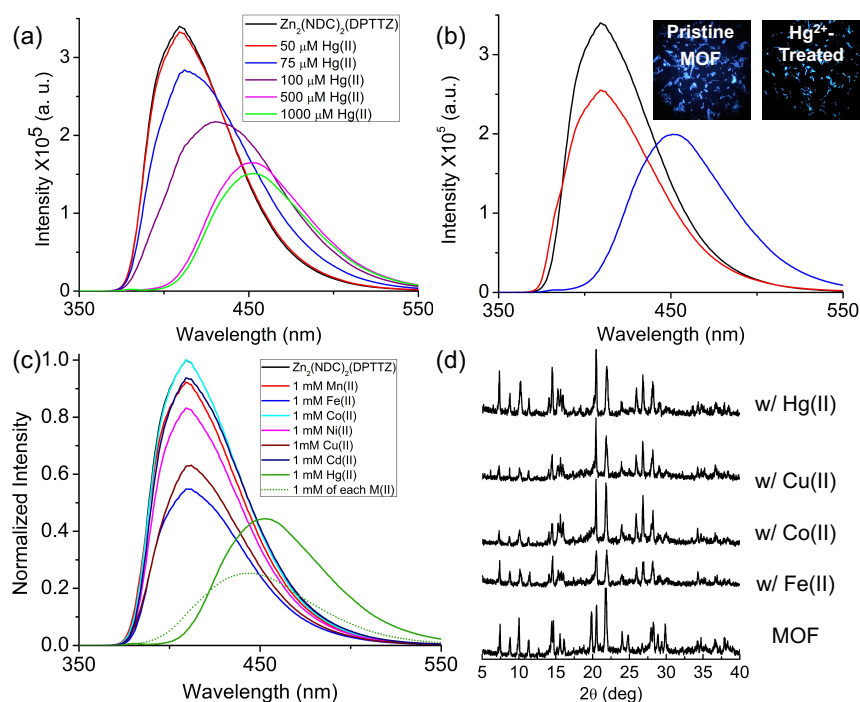 (a)
Zn2(NDC)2(DPTTZ)
50 μM Hg(II)
75 μM Hg(II)
100 μM Hg(II)
500 μM Hg(II)
1000 μM Hg(II)
3
2
1
0
Intensity X10^5 (a. u.)
350 450 550
Wavelength (nm)
(b)
Pristine
MOF
Hg2+-
Treated
3
2
1
0
Intensity X10^5 (a.u.)
350 450 550
Wavelength (nm)
(c)
Zn2(NDC)2(DPTTZ)
1 mM Mn(II)
1 mM Fe(II)
1 mM Co(II)
1 mM Ni(II)
1mM Cu(II)
1 mM Cd(II)
1 mM Hg(II)
1 mM of each M(II)
1.0
0.8
0.6
0.4
0.2
0.0
Normalized Intensity
350 450 550
Wavelength (nm)
(d)
w/ Hg(II)
w/ Cu(II)
w/ Co(II)
w/ Fe(II)
MOF
5 10 15 20 25 30 35 40
2θ (deg)